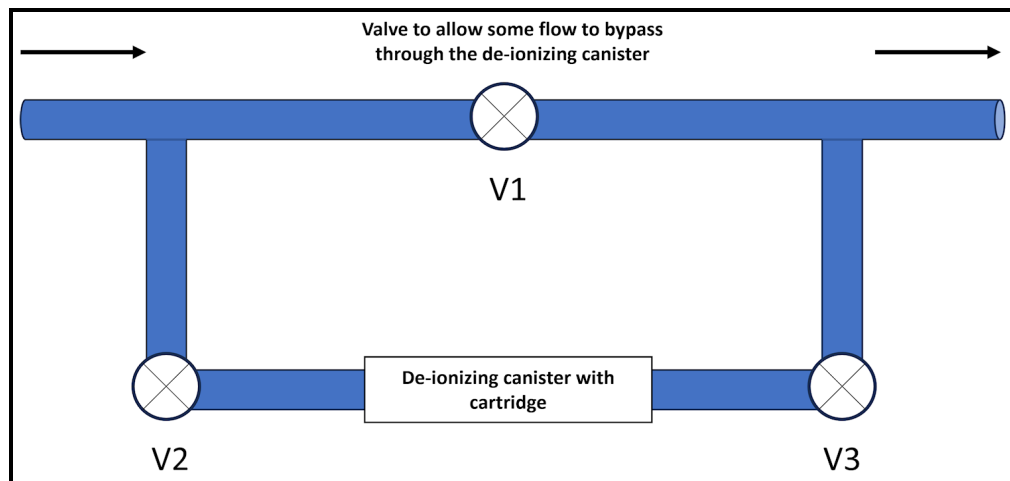 Valve to allow some flow to bypass
through the de-ionizing canister
V1
De-ionizing canister with
cartridge
V2
V3